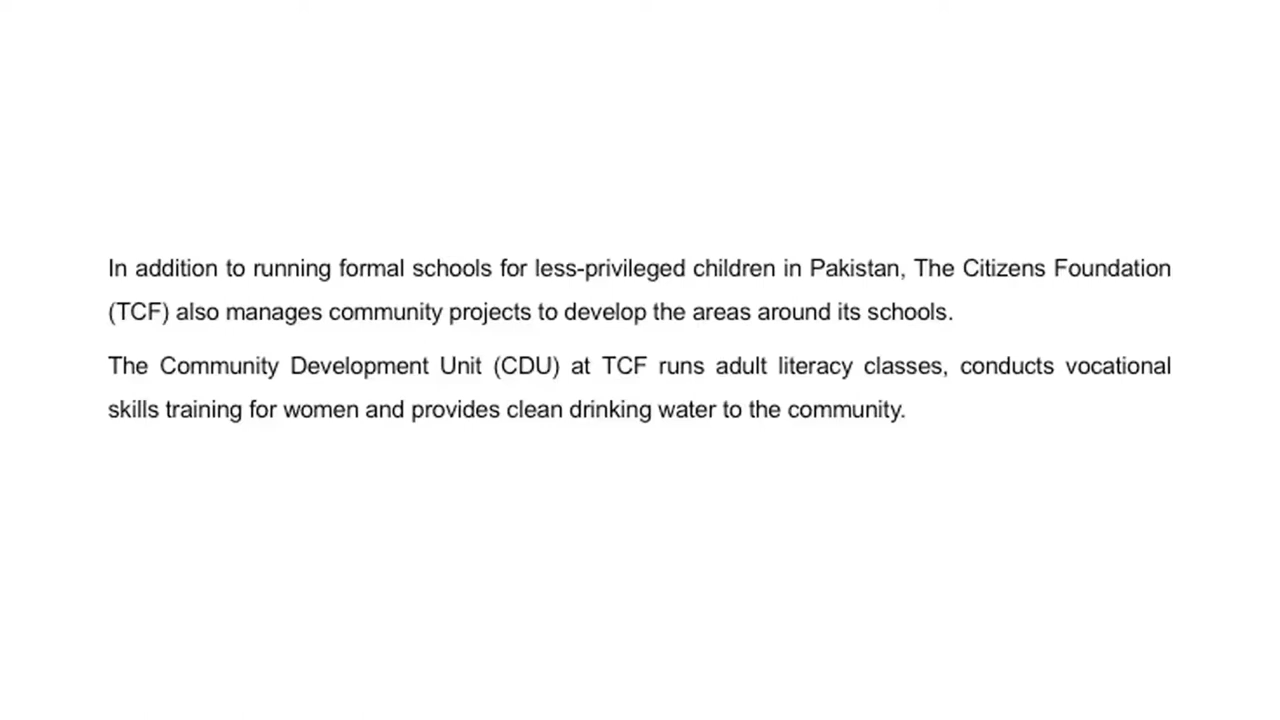 In addition to running formal schools for less-privileged children in Pakistan, The Citizens Foundation
(TCF) also manages community projects to develop the areas around its schools.
The Community Development Unit (CDU) at TCF runs adult literacy classes, conducts vocational
skills training for women and provides clean drinking water to the community.